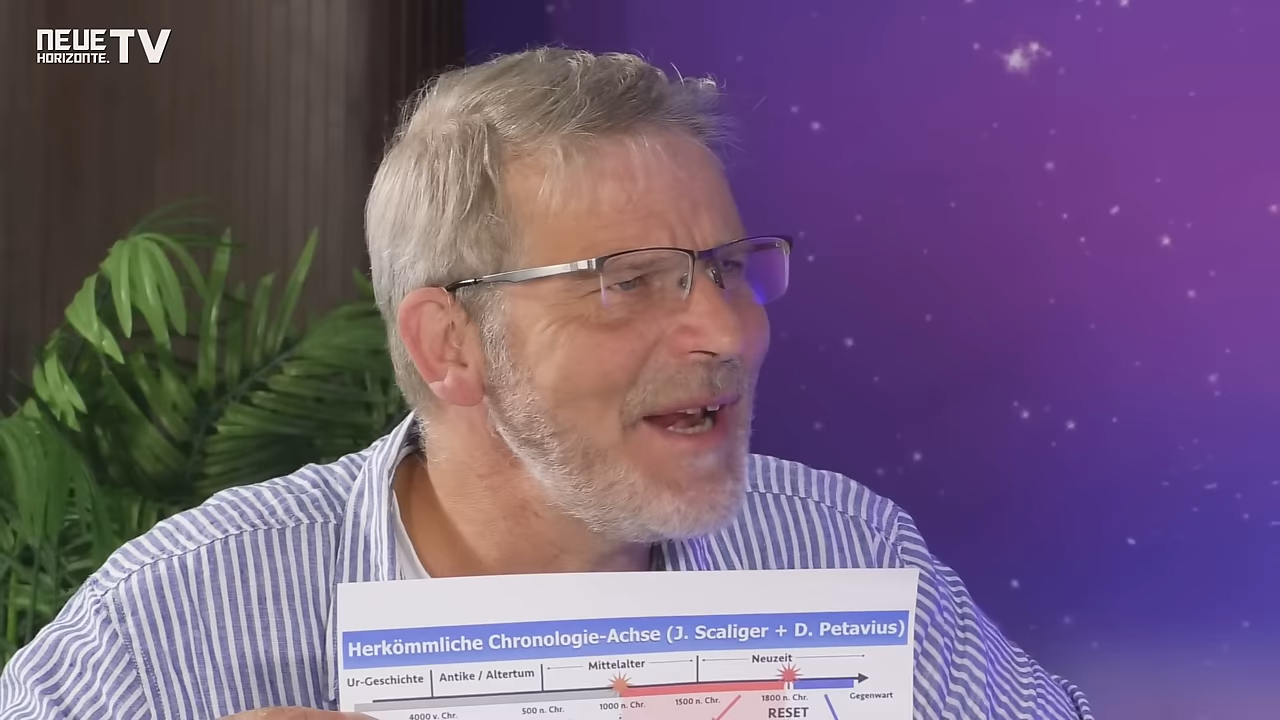 NEUE TV
HORIZONTE.
Herkömmliche Chronologie-Achse (J. Scaliger + D. Petavius)
Ur-Geschichte
Antike / Altertum
Mittelalter
Neuzeit
4000 v. Chr.
500 n. Chr.
1000 n. Chr.
1500 n. Chr.
1800 n. Chr.
Gegenwart
RESET